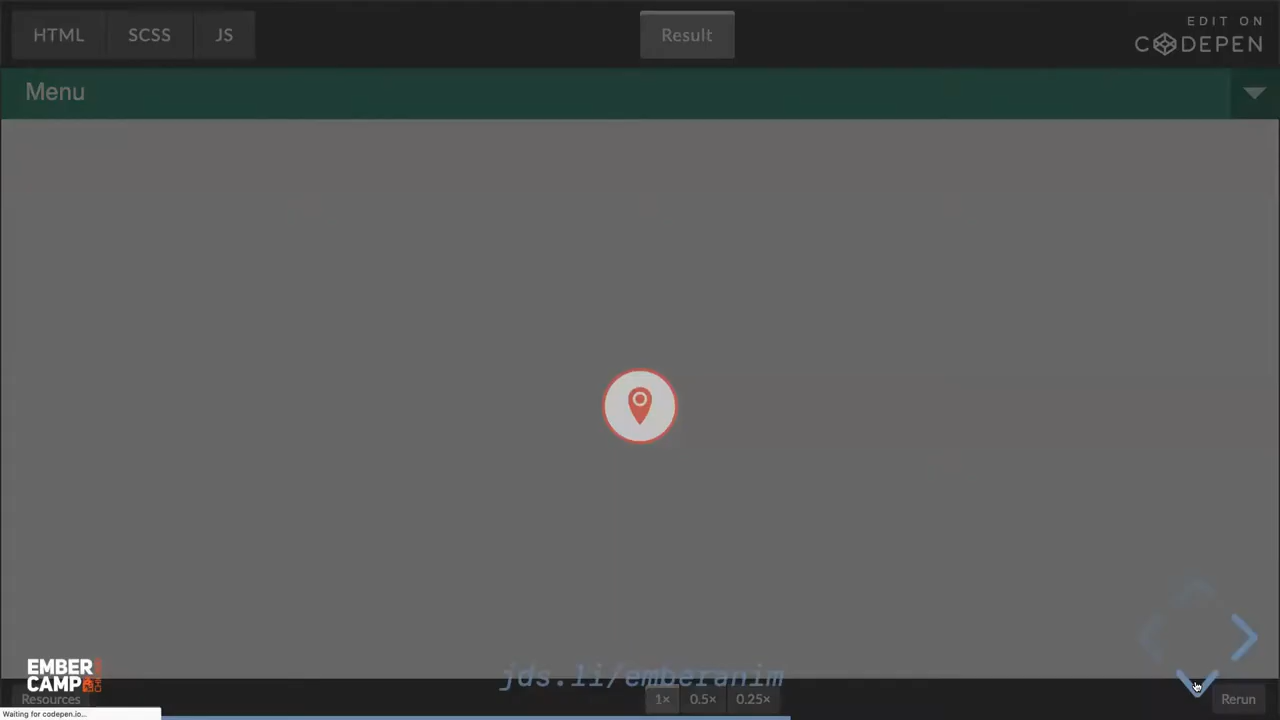 HTML
SCSS
JS
Result
EDIT ON
CODEPEN
Menu
EMBER
CAMP
jds.li/emberanim
Resources
1×
0.5×
0.25×
Rerun
Waiting for codepen.io...